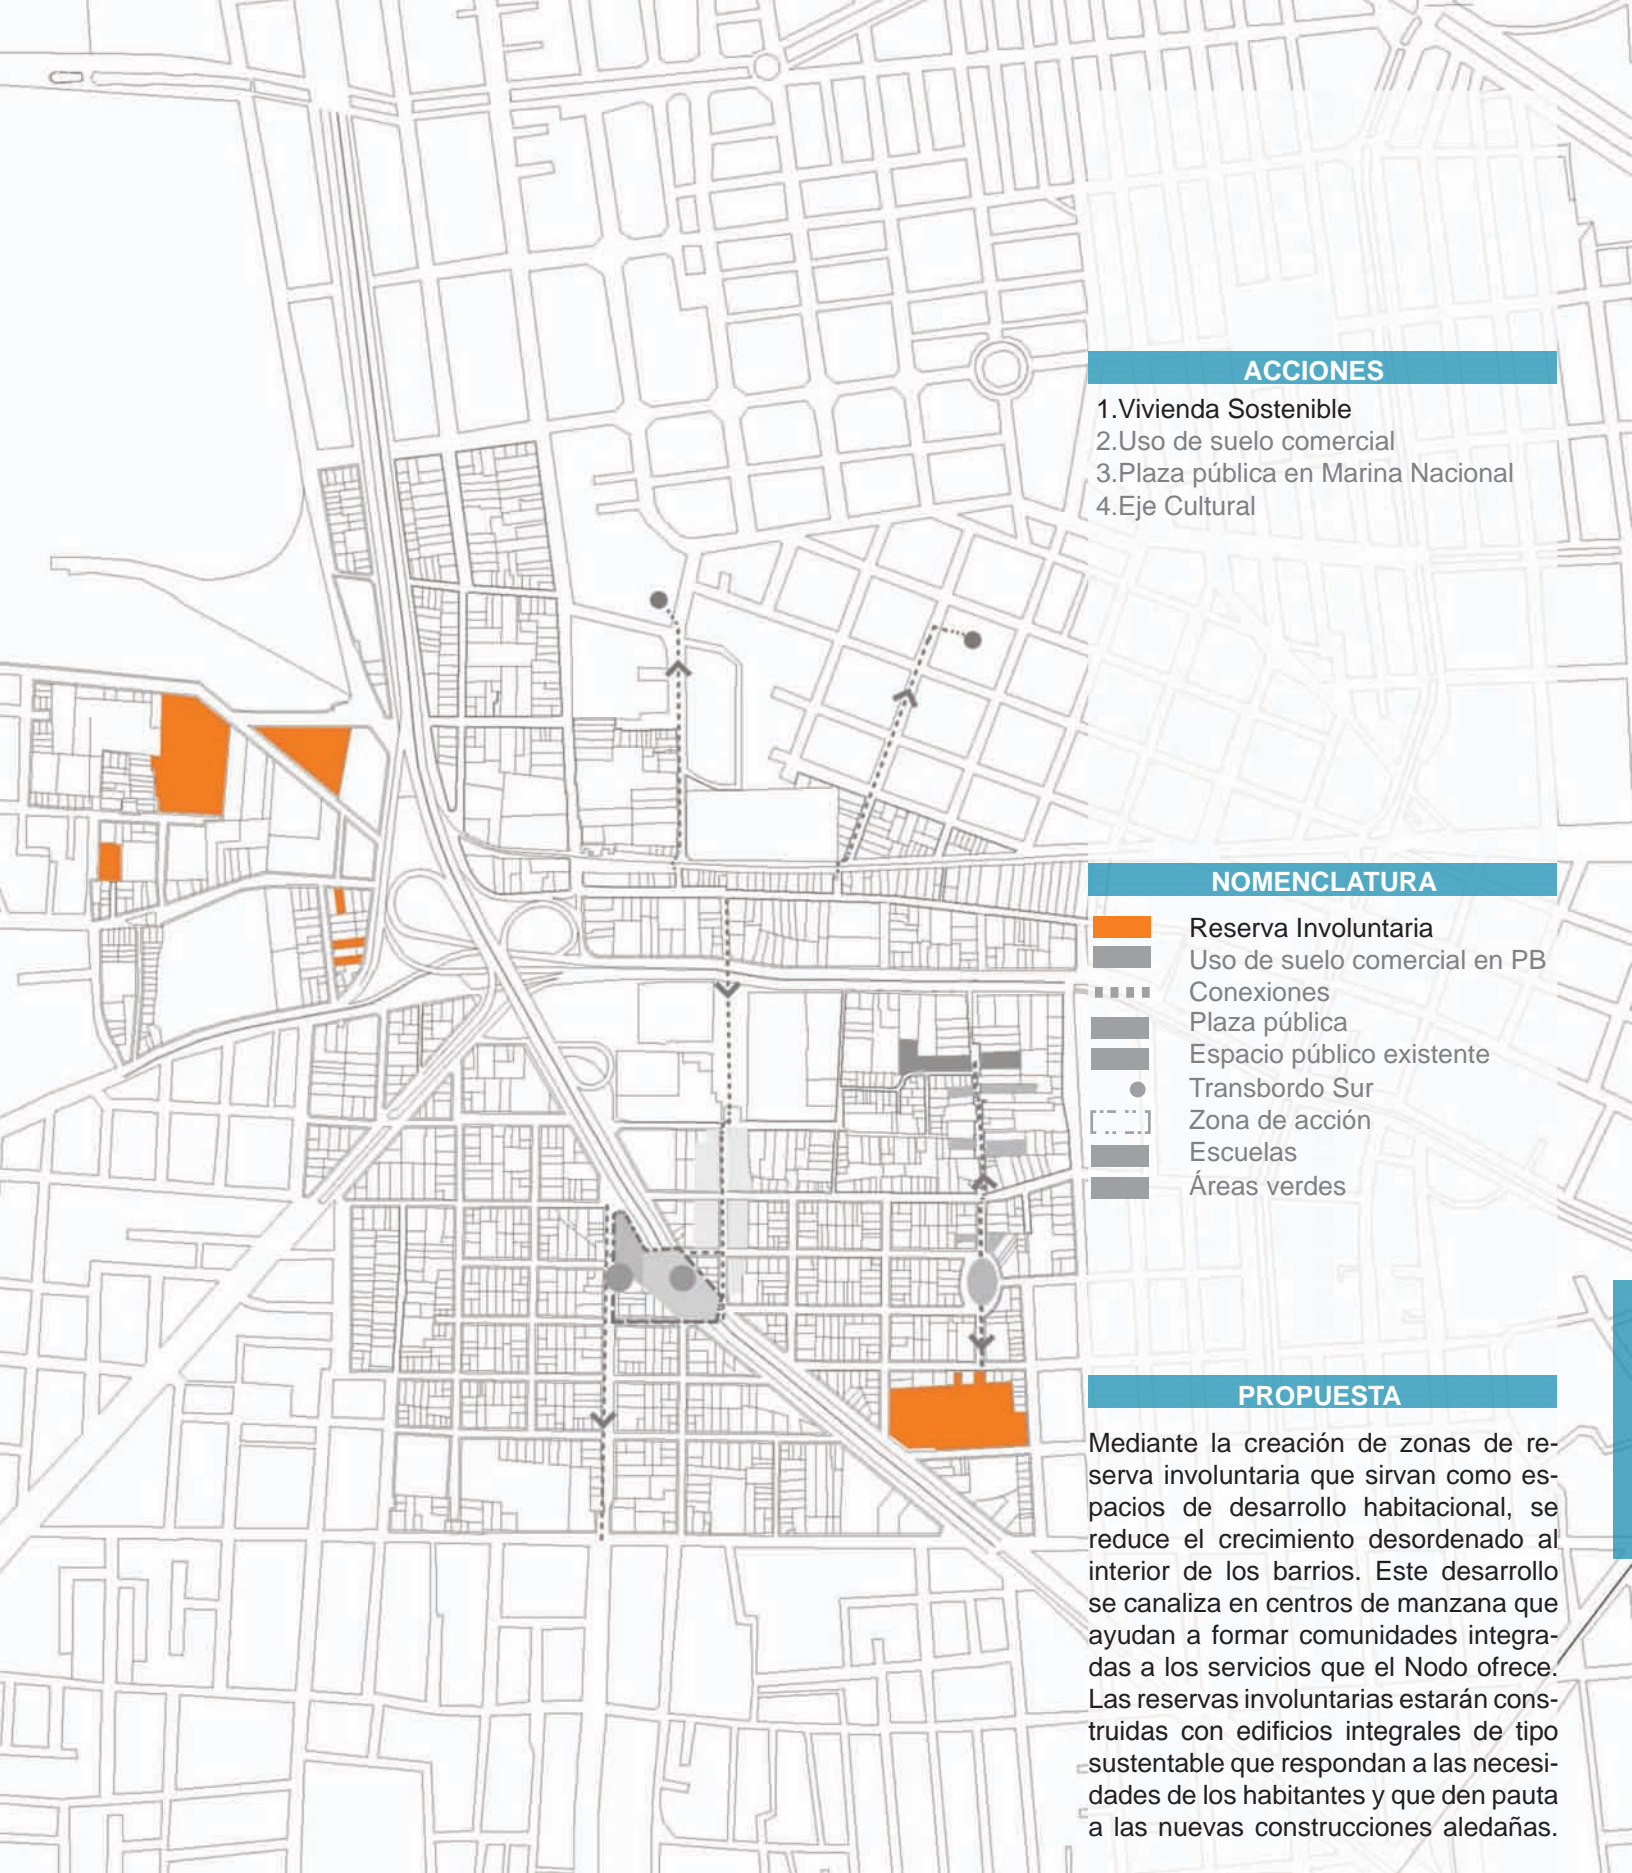 ACCIONES
1.Vivienda Sostenible
2.Uso de suelo comercial
3.Plaza pública en Marina Nacional
4.Eje Cultural
NOMENCLATURA
Reserva Involuntaria
Uso de suelo comercial en PB
Conexiones
Plaza pública
Espacio público existente
Transbordo Sur
Zona de acción
Escuelas
Áreas verdes
PROPUESTA
Mediante la creación de zonas de re-
serva involuntaria que sirvan como es-
pacios de desarrollo habitacional, se
reduce el crecimiento desordenado al
interior de los barrios. Este desarrollo
se canaliza en centros de manzana que
ayudan a formar comunidades integra-
das a los servicios que el Nodo ofrece.
Las reservas involuntarias estarán cons-
truidas con edificios integrales de tipo
sustentable que respondan a las necesi-
dades de los habitantes y que den pauta
a las nuevas construcciones aledañas.